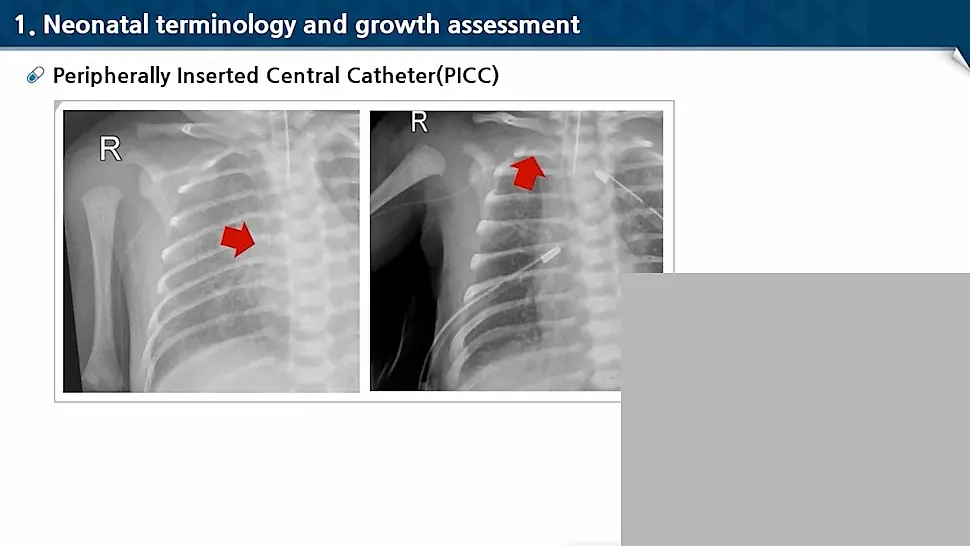 1. Neonatal terminology and growth assessment
Peripherally Inserted Central Catheter(PICC)
R
R